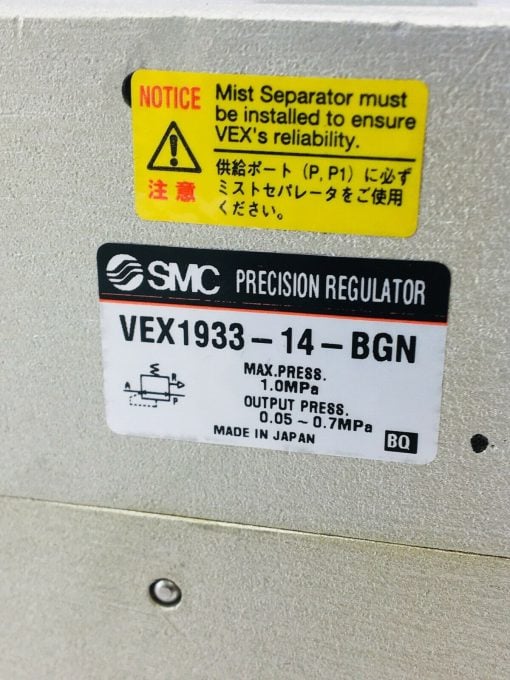 NOTICE
Mist Separator must
be installed to ensure
VEX's reliability.
注意
供給ポート (P, P1) に必ず
ミストセパレータをご使用
ください。
SMC PRECISION REGULATOR
VEX1933-14-BGN
MAX.PRESS.
1.0MPa
A R P
OUTPUT PRESS.
0.05 ~ 0.7MPa
MADE IN JAPAN
BQ